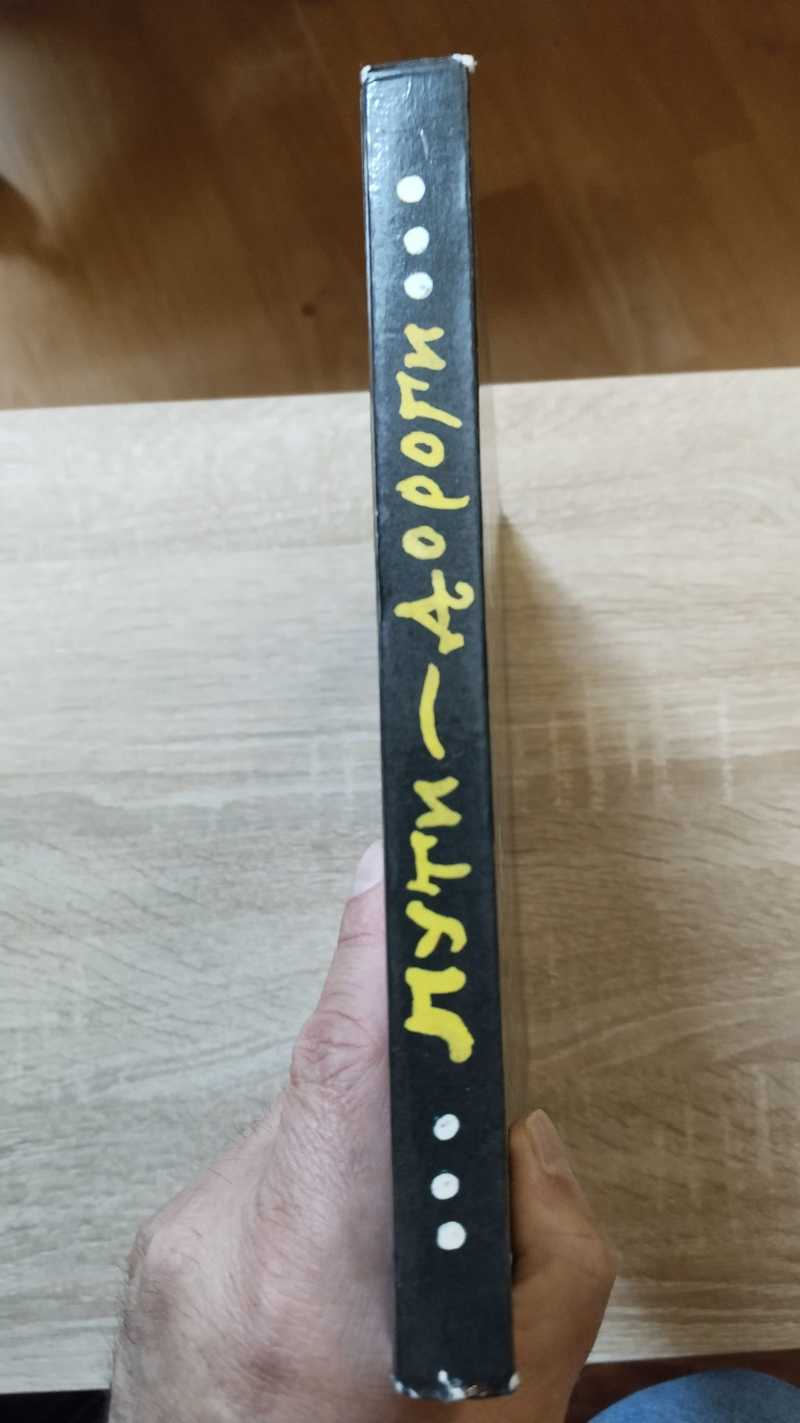 ... Пути — дороги ...